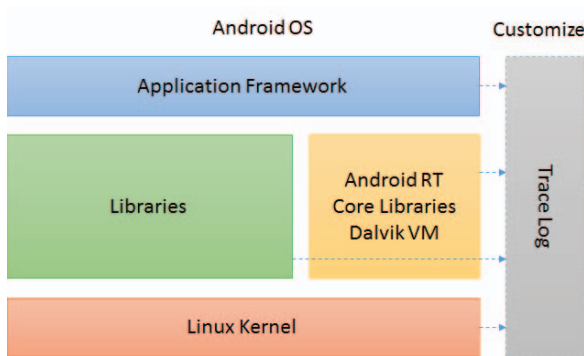 Android OS
Customize
Application Framework
Libraries
Android RT
Core Libraries
Dalvik VM
Trace Log
Linux Kernel